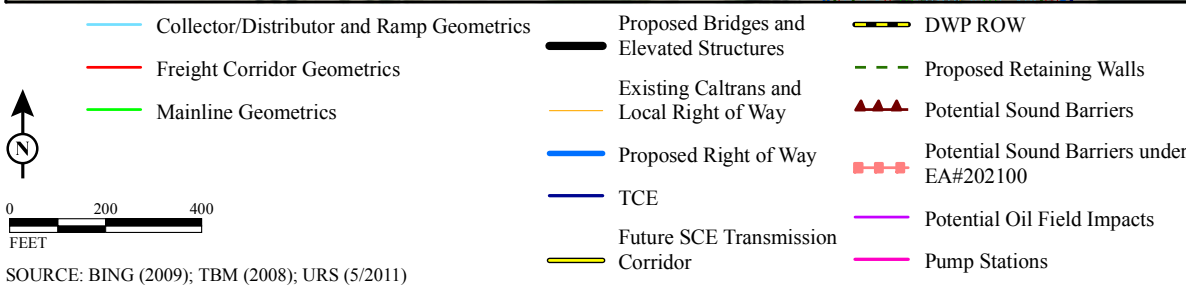 Collector/Distributor and Ramp Geometrics
Freight Corridor Geometrics
Mainline Geometrics
N
0 200 400
FEET
SOURCE: BING (2009); TBM (2008); URS (5/2011)
Proposed Bridges and
Elevated Structures
Existing Caltrans and
Local Right of Way
Proposed Right of Way
TCE
Future SCE Transmission
Corridor
DWP ROW
Proposed Retaining Walls
Potential Sound Barriers
Potential Sound Barriers under
EA#202100
Potential Oil Field Impacts
Pump Stations